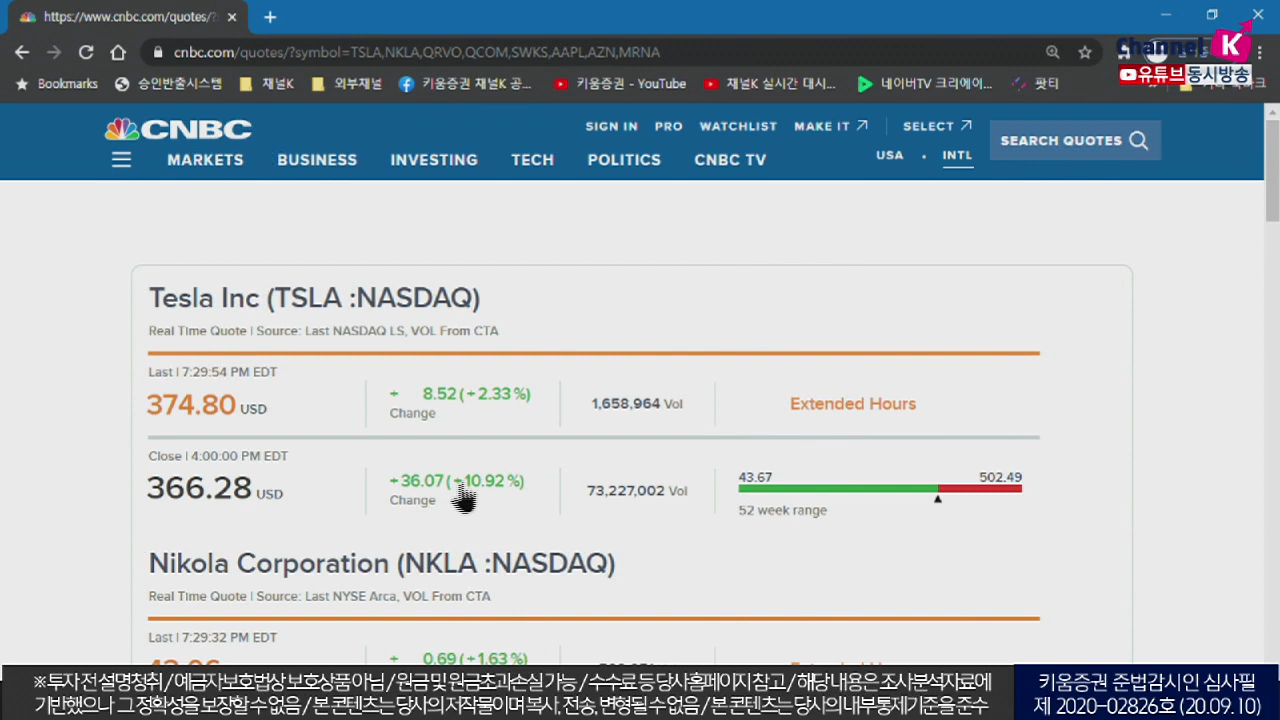 https://www.cnbc.com/quotes/?
cnbc.com/quotes/?symbol=TSLA,NKLA,QRVO,QCOM,SWKS,AAPL,AZN,MRNA
Channel K
유튜브동시방송
Bookmarks 승인반출시스템 채널K 외부채널 키움증권 채널K 공... 키움증권 - YouTube 채널K 실시간 대시... 네이버TV 크리에이... 팟티
CNBC
SIGN IN PRO WATCHLIST MAKE IT SELECT
USA INTL
SEARCH QUOTES
MARKETS BUSINESS INVESTING TECH POLITICS CNBC TV
Tesla Inc (TSLA :NASDAQ)
Real Time Quote | Source: Last NASDAQ LS, VOL From CTA
Last | 7:29:54 PM EDT
374.80 USD
+ 8.52 (+2.33 %)
Change
1,658,964 Vol
Extended Hours
Close | 4:00:00 PM EDT
366.28 USD
+36.07 (+10.92 %)
Change
73,227,002 Vol
43.67 502.49
52 week range
Nikola Corporation (NKLA :NASDAQ)
Real Time Quote | Source: Last NYSE Arca, VOL From CTA
Last | 7:29:32 PM EDT
+ 0.69 (+1.63 %)
※투자 전 설명청취 / 예금자보호법상 보호상품 아님 / 원금 및 원금초과손실 가능 / 수수료 등 당사홈페이지 참고 / 해당 내용은 조사분석자료에
기반했으나 그 정확성을 보장할 수 없음 / 본 콘텐츠는 당사의 저작물이며 복사, 전송, 변형될 수 없음 / 본 콘텐츠는 당사의 내부통제기준을 준수
키움증권 준법감시인 심사필
제 2020-02826호 (20.09.10)